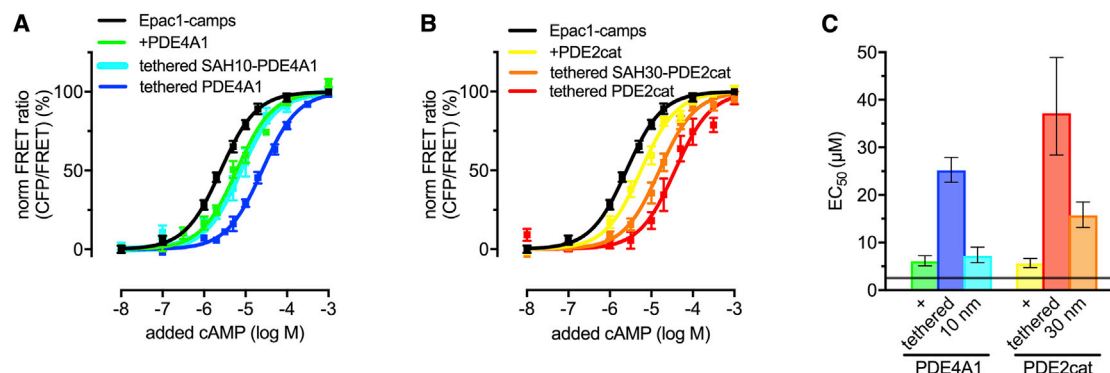 A
Epac1-camps
+PDE4A1
tethered SAH10-PDE4A1
tethered PDE4A1
norm FRET ratio
(CFP/FRET) (%)
100
50
0
-8 -7 -6 -5 -4 -3
added cAMP (log M)
B
Epac1-camps
+PDE2cat
tethered SAH30-PDE2cat
tethered PDE2cat
norm FRET ratio
(CFP/FRET) (%)
100
50
0
-8 -7 -6 -5 -4 -3
added cAMP (log M)
C
EC50 (µM)
50
40
30
20
10
0
+
tethered
10 nm
+
tethered
30 nm
PDE4A1
PDE2cat